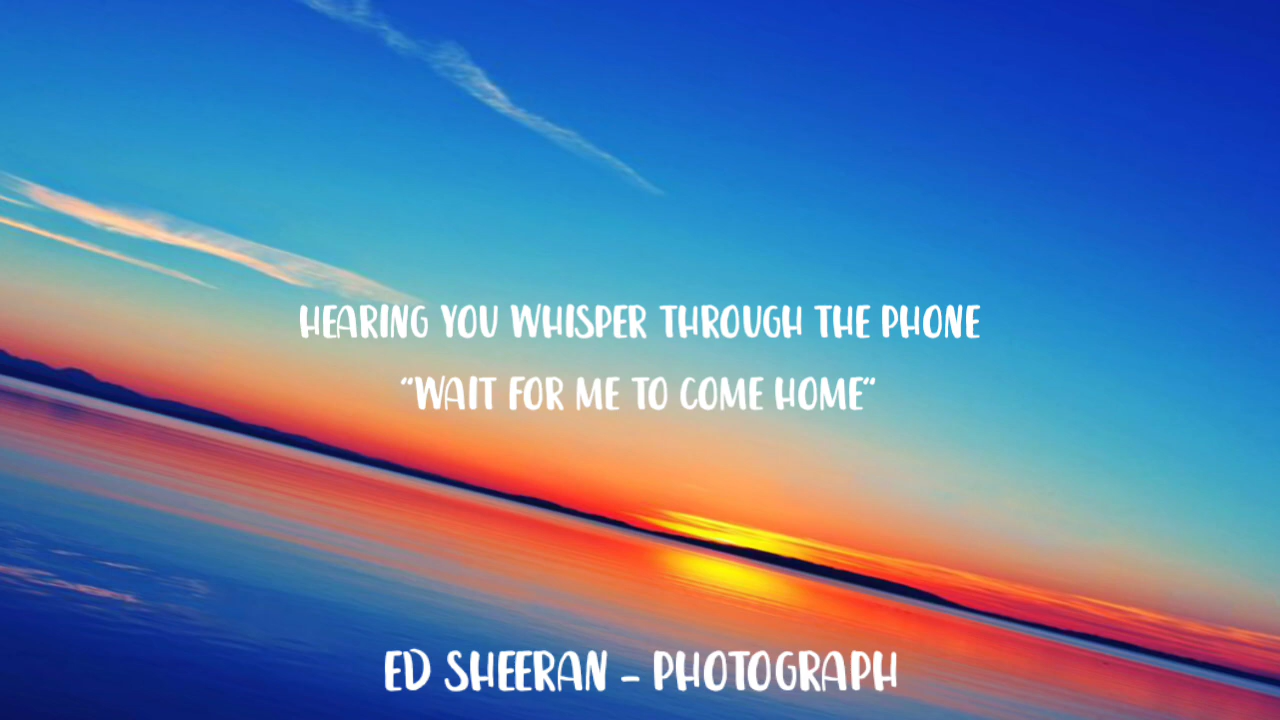 HEARING YOU WHISPER THROUGH THE PHONE
“WAIT FOR ME TO COME HOME“
ED SHEERAN - PHOTOGRAPH